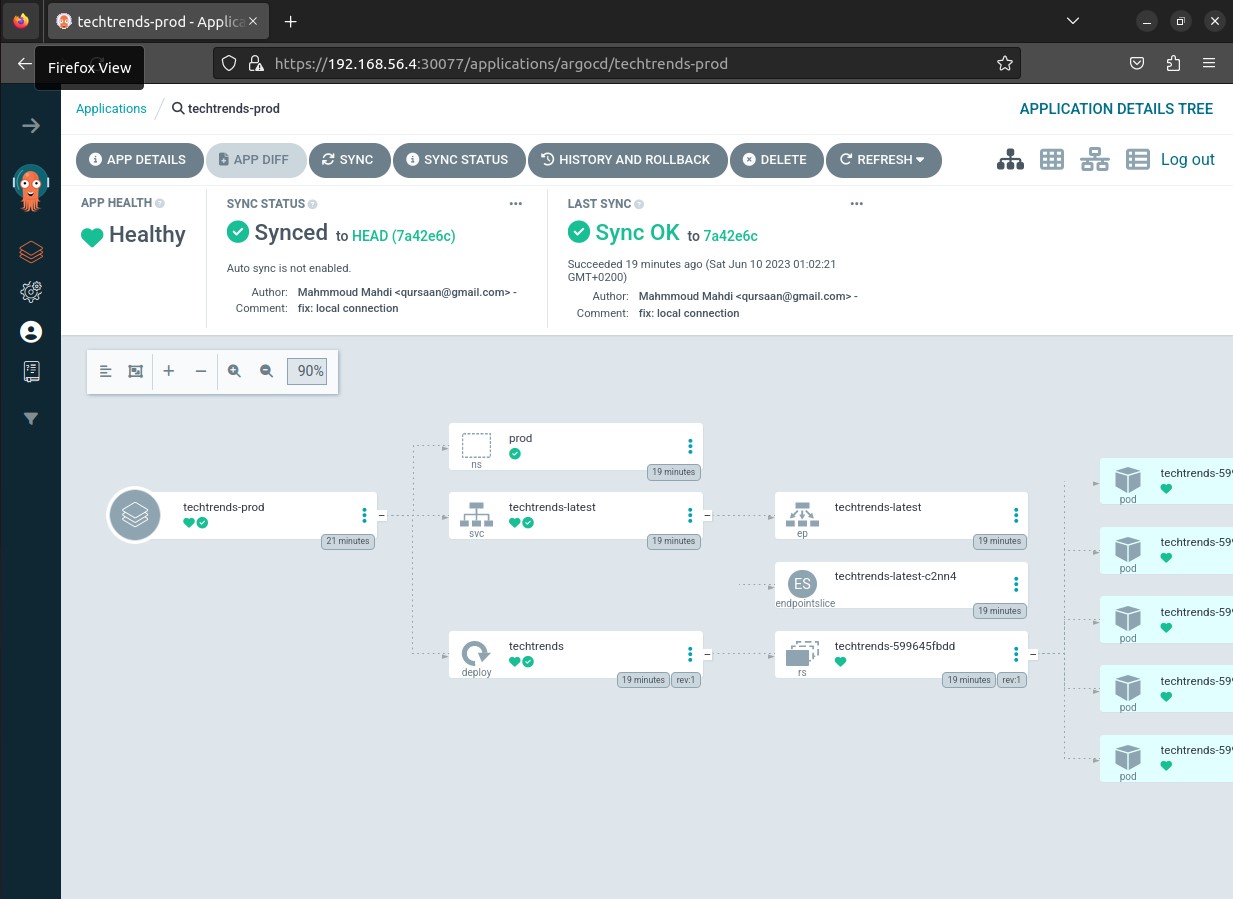 techtrends-prod - Applica
Firefox View
https://192.168.56.4:30077/applications/argocd/techtrends-prod
Applications / techtrends-prod
APPLICATION DETAILS TREE
APP DETAILS APP DIFF SYNC SYNC STATUS HISTORY AND ROLLBACK DELETE REFRESH
Log out
APP HEALTH
Healthy
SYNC STATUS
Synced to HEAD (7a42e6c)
Auto sync is not enabled.
Author: Mahmmoud Mahdi <qursaan@gmail.com> -
Comment: fix: local connection
LAST SYNC
Sync OK to 7a42e6c
Succeeded 19 minutes ago (Sat Jun 10 2023 01:02:21
GMT+0200)
Author: Mahmmoud Mahdi <qursaan@gmail.com> -
Comment: fix: local connection
90%
techtrends-prod
21 minutes
prod
ns
19 minutes
techtrends-latest
svc
19 minutes
techtrends
deploy
19 minutes rev:1
techtrends-latest
ep
19 minutes
ES
techtrends-latest-c2nn4
endpointslice
19 minutes
techtrends-599645fbdd
rs
19 minutes rev:1
techtrends-599
pod
techtrends-599
pod
techtrends-599
pod
techtrends-599
pod
techtrends-599
pod